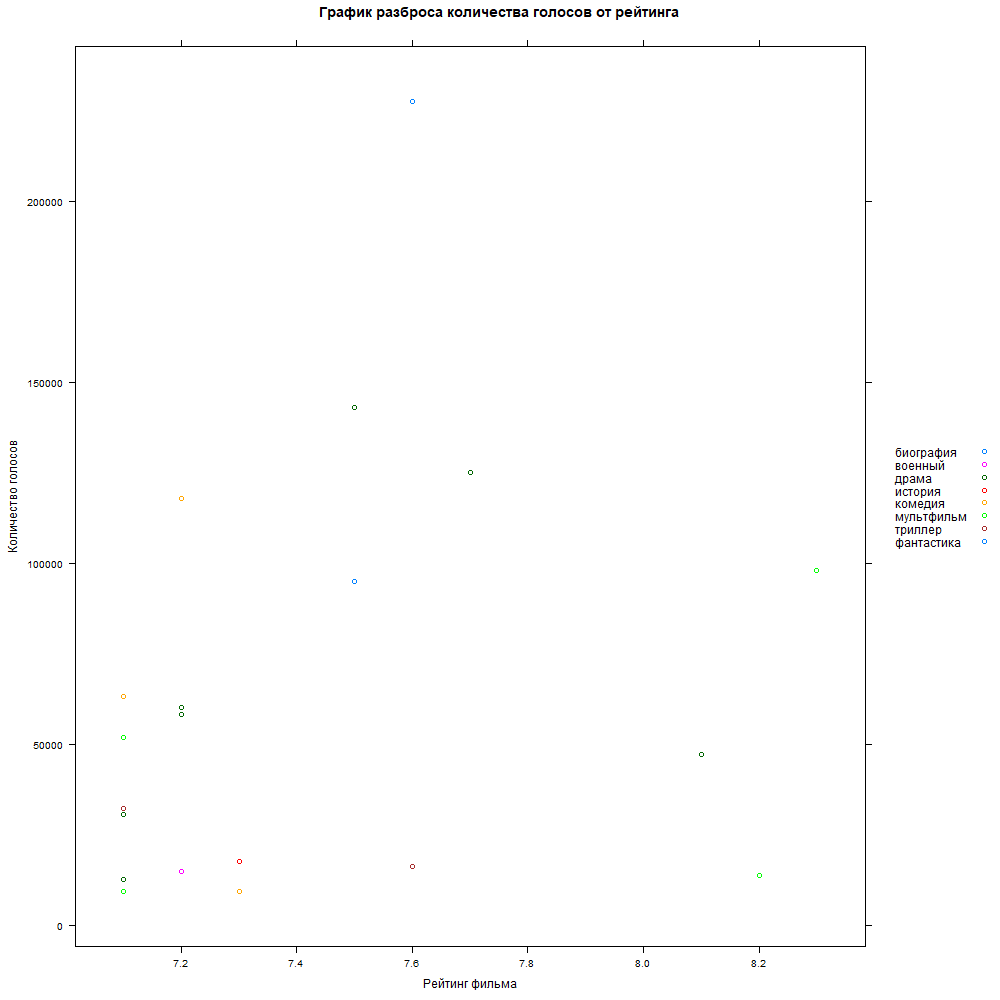 График разброса количества голосов от рейтинга
200000
150000
100000
50000
0
Количество голосов
7.2 7.4 7.6 7.8 8.0 8.2
Рейтинг фильма
биография
военный
драма
история
комедия
мультфильм
триллер
фантастика